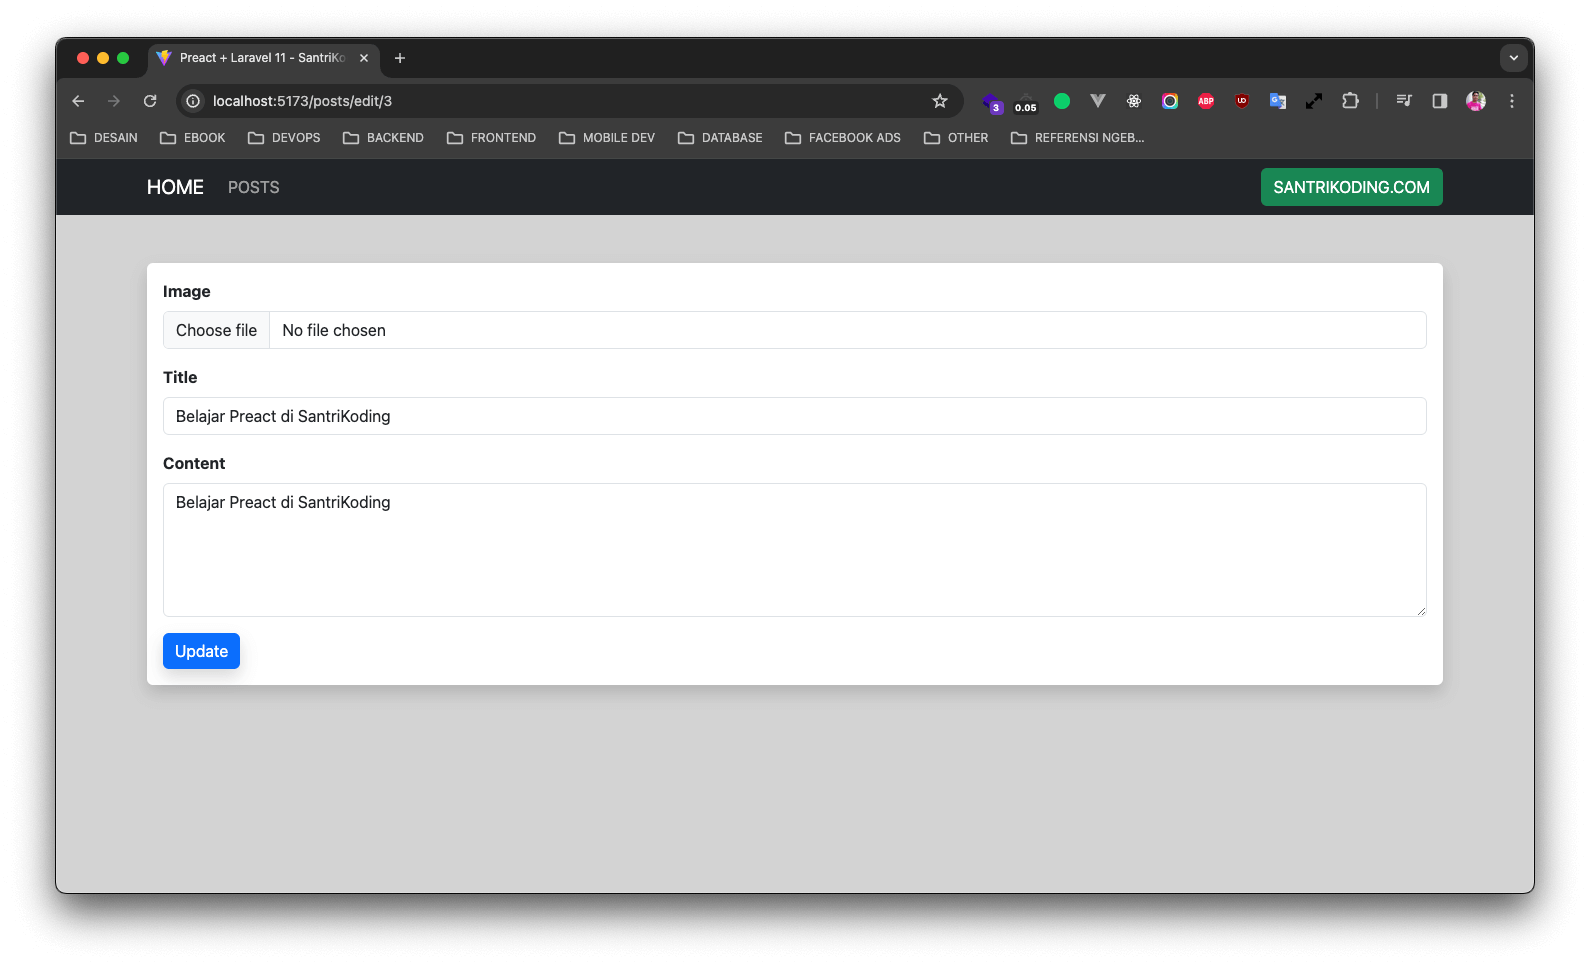 Preact + Laravel 11 - SantriKo
localhost:5173/posts/edit/3
3
0.05
ABP
DESAIN
EBOOK
DEVOPS
BACKEND
FRONTEND
MOBILE DEV
DATABASE
FACEBOOK ADS
OTHER
REFERENSI NGEB...
HOME
POSTS
SANTRIKODING.COM
Image
Choose file
No file chosen
Title
Belajar Preact di SantriKoding
Content
Belajar Preact di SantriKoding
Update